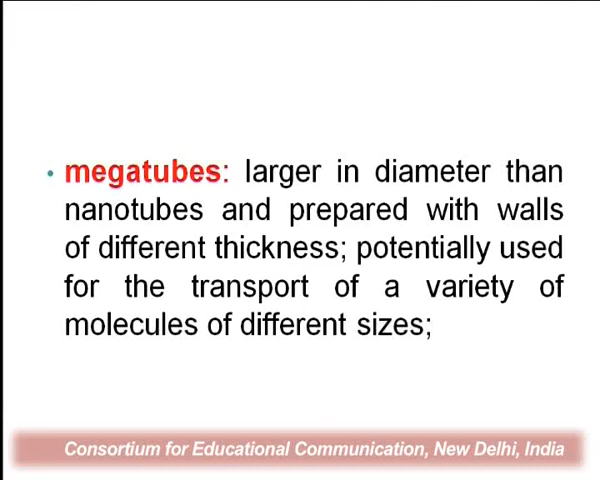 • megatubes: larger in diameter than
nanotubes and prepared with walls
of different thickness; potentially used
for the transport of a variety of
molecules of different sizes;
Consortium for Educational Communication, New Delhi, India